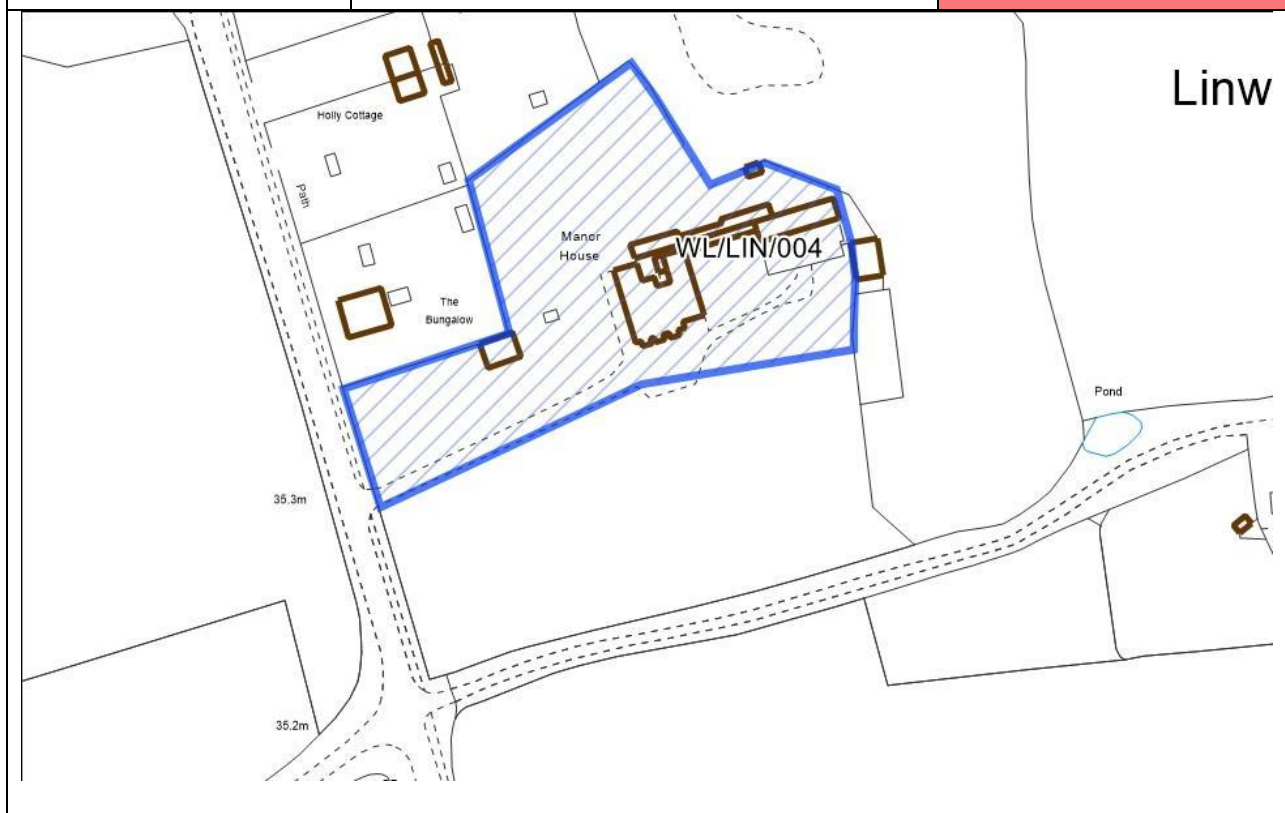 Linw
Holly Cottage
Path
Manor
House
WL/LIN/004
The
Bungalow
Pond
35.3m
35.2m